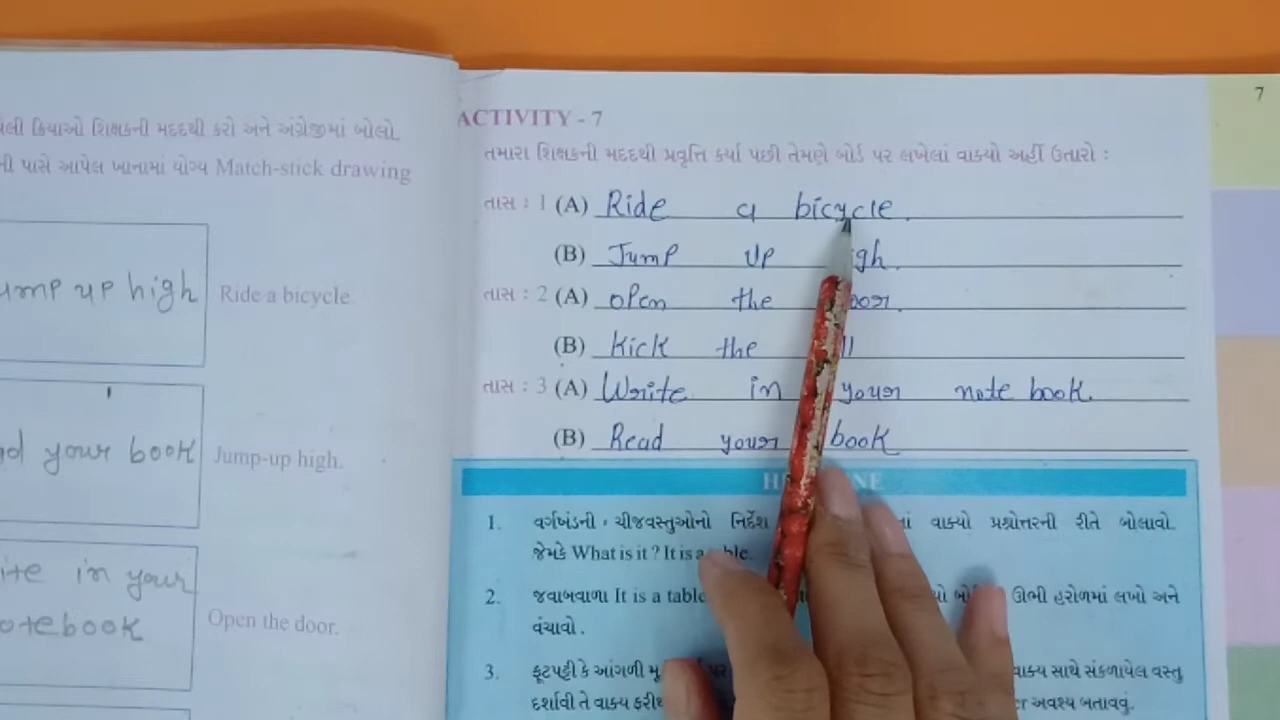 ક્રિયાઓ શિક્ષકની મદદથી કરો અને અંગ્રેજીમાં બોલો.
પાસે આપેલ ખાનામાં યોગ્ય Match-stick drawing
up high
Ride a bicycle
your book
Jump-up high.
in your
Open the door.
7
ACTIVITY - 7
તમારા શિક્ષકની મદદથી પ્રવૃત્તિ કર્યા પછી તેમણે બોર્ડ પર લખેલાં વાક્યો અહીં ઉતારો :
તાસ : 1 (A) Ride a bicycle.
(B) Jump up
તાસ : 2 (A) open the
(B) Kick the
તાસ : 3 (A) Write in your note book.
(B) Read your book
1. વર્ગખંડની ચીજવસ્તુઓનો નિર્દેશ વાક્યો પ્રશ્નોત્તરની રીતે બોલાવો.
જેમકે What is it ? It is a
2. જવાબવાળા It is a table ઊભી હરોળમાં લખો અને
વંચાવો.
3. ફૂટપટ્ટી કે આંગળી વાક્ય સાથે સંકળાયેલ વસ્તુ
દર્શાવી તે વાક્ય અવશ્ય બતાવવું.